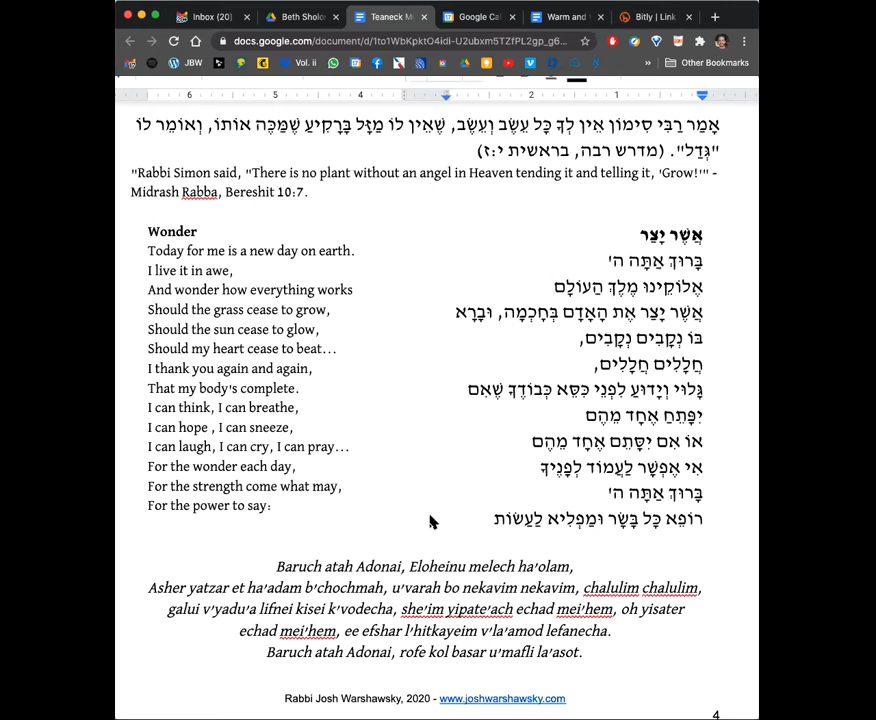 Inbox (20)
Beth Sholo
Teaneck M
Google Cal
Warm and
Bitly | Link
docs.google.com/document/d/1to1WbKpktO4idi-U2ubxm5TZfPL2gp_g6...
JBW
Vol. ii
Other Bookmarks
6 5 4 2 1
אָמַר רַבִּי סִימוֹן אֵין לְךָ כָּל עֵשֶׂב וְעֵשֶׂב, שֶׁאֵין לוֹ מַזָּל בָּרָקִיעַ שֶׁמַּכֶּה אוֹתוֹ, וְאוֹמֵר לוֹ
"גְּדַל". (מדרש רבה, בראשית י:ז)
"Rabbi Simon said, "There is no plant without an angel in Heaven tending it and telling it, 'Grow!'" -
Midrash Rabba, Bereshit 10:7.
Wonder
Today for me is a new day on earth.
I live it in awe,
And wonder how everything works
Should the grass cease to grow,
Should the sun cease to glow,
Should my heart cease to beat…
I thank you again and again,
That my body's complete.
I can think, I can breathe,
I can hope , I can sneeze,
I can laugh, I can cry, I can pray…
For the wonder each day,
For the strength come what may,
For the power to say:
אֲשֶׁר יָצַר
בָּרוּךְ אַתָּה ה'
אֱלוֹקֵינוּ מֶלֶךְ הַעוֹלָם
אֲשֶׁר יָצַר אֶת הָאָדָם בְּחָכְמָה, וּבָרָא
בּוֹ נְקָבִים נְקָבִים,
חֲלָלִים חֲלָלִים,
גָּלוּי וְיָדוּעַ לִפְנֵי כִּסֵּא כְּבוֹדֶךָ שֶׁאִם
יִפָּתֵחַ אֶחָד מֵהֶם
אוֹ אִם יִסָּתֵם אֶחָד מֵהֶם
אִי אֶפְשָׁר לַעֲמוֹד לְפָנֶיךָ
בָּרוּךְ אַתָּה ה'
רוֹפֵא כָּל בָּשָׂר וּמַפְלִיא לַעֲשׂוֹת
Baruch atah Adonai, Eloheinu melech ha'olam,
Asher yatzar et ha'adam b'chochmah, u'varah bo nekavim nekavim, chalulim chalulim,
galui v'yadu'a lifnei kisei k'vodecha, she'im yipate'ach echad mei'hem, oh yisater
echad mei'hem, ee efshar l'hitkayeim v'la'amod lefanecha.
Baruch atah Adonai, rofe kol basar u'mafli la'asot.
Rabbi Josh Warshawsky, 2020 - www.joshwarshawsky.com
4